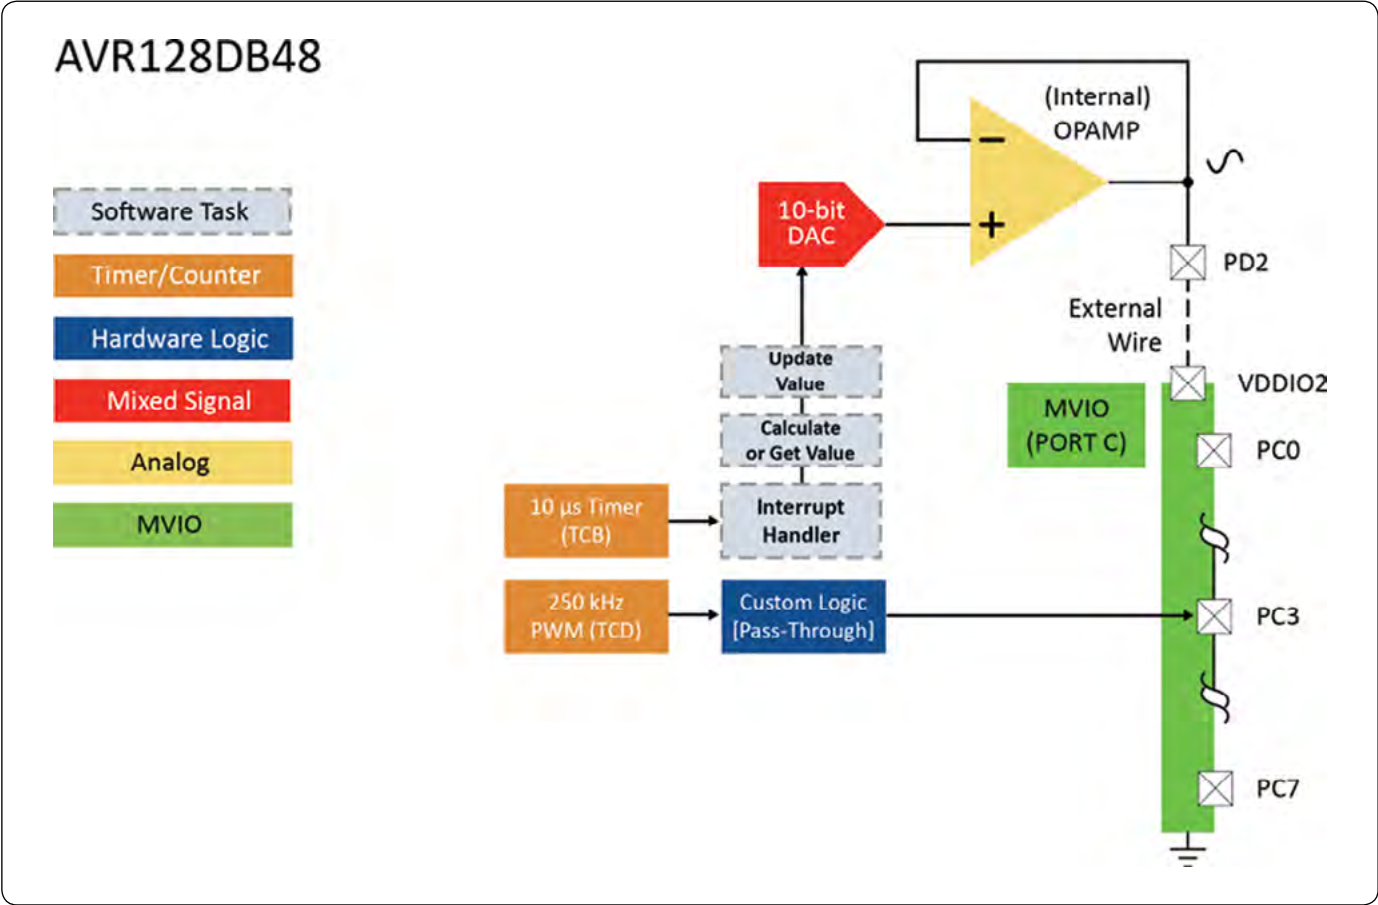 AVR128DB48
Software Task
Timer/Counter
Hardware Logic
Mixed Signal
Analog
MVIO
(Internal)
OPAMP
−
+
10-bit
DAC
PD2
External
Wire
Update
Value
Calculate
or Get Value
10 µs Timer
(TCB)
Interrupt
Handler
250 kHz
PWM (TCD)
Custom Logic
[Pass-Through]
MVIO
(PORT C)
VDDIO2
PC0
PC3
PC7